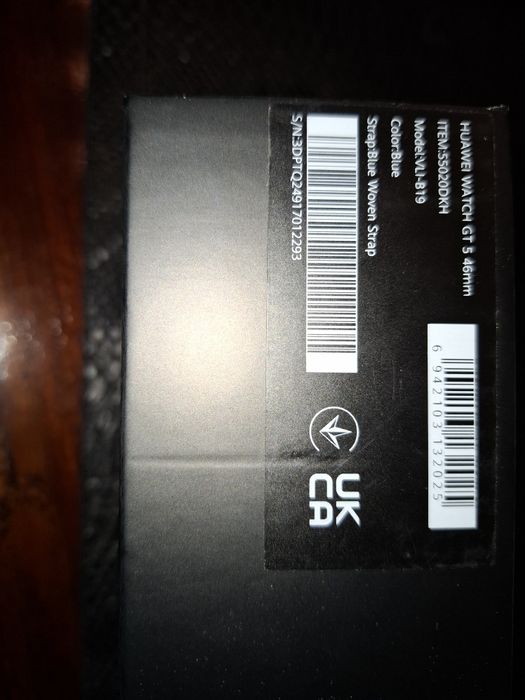 HUAWEI WATCH GT 5 46mm
ITEM:55020DKH
Model:VLI-B19
Color:Blue
Strap:Blue Woven Strap
S/N:3DPTQ24917012293
6 942103 132025
UK
CA